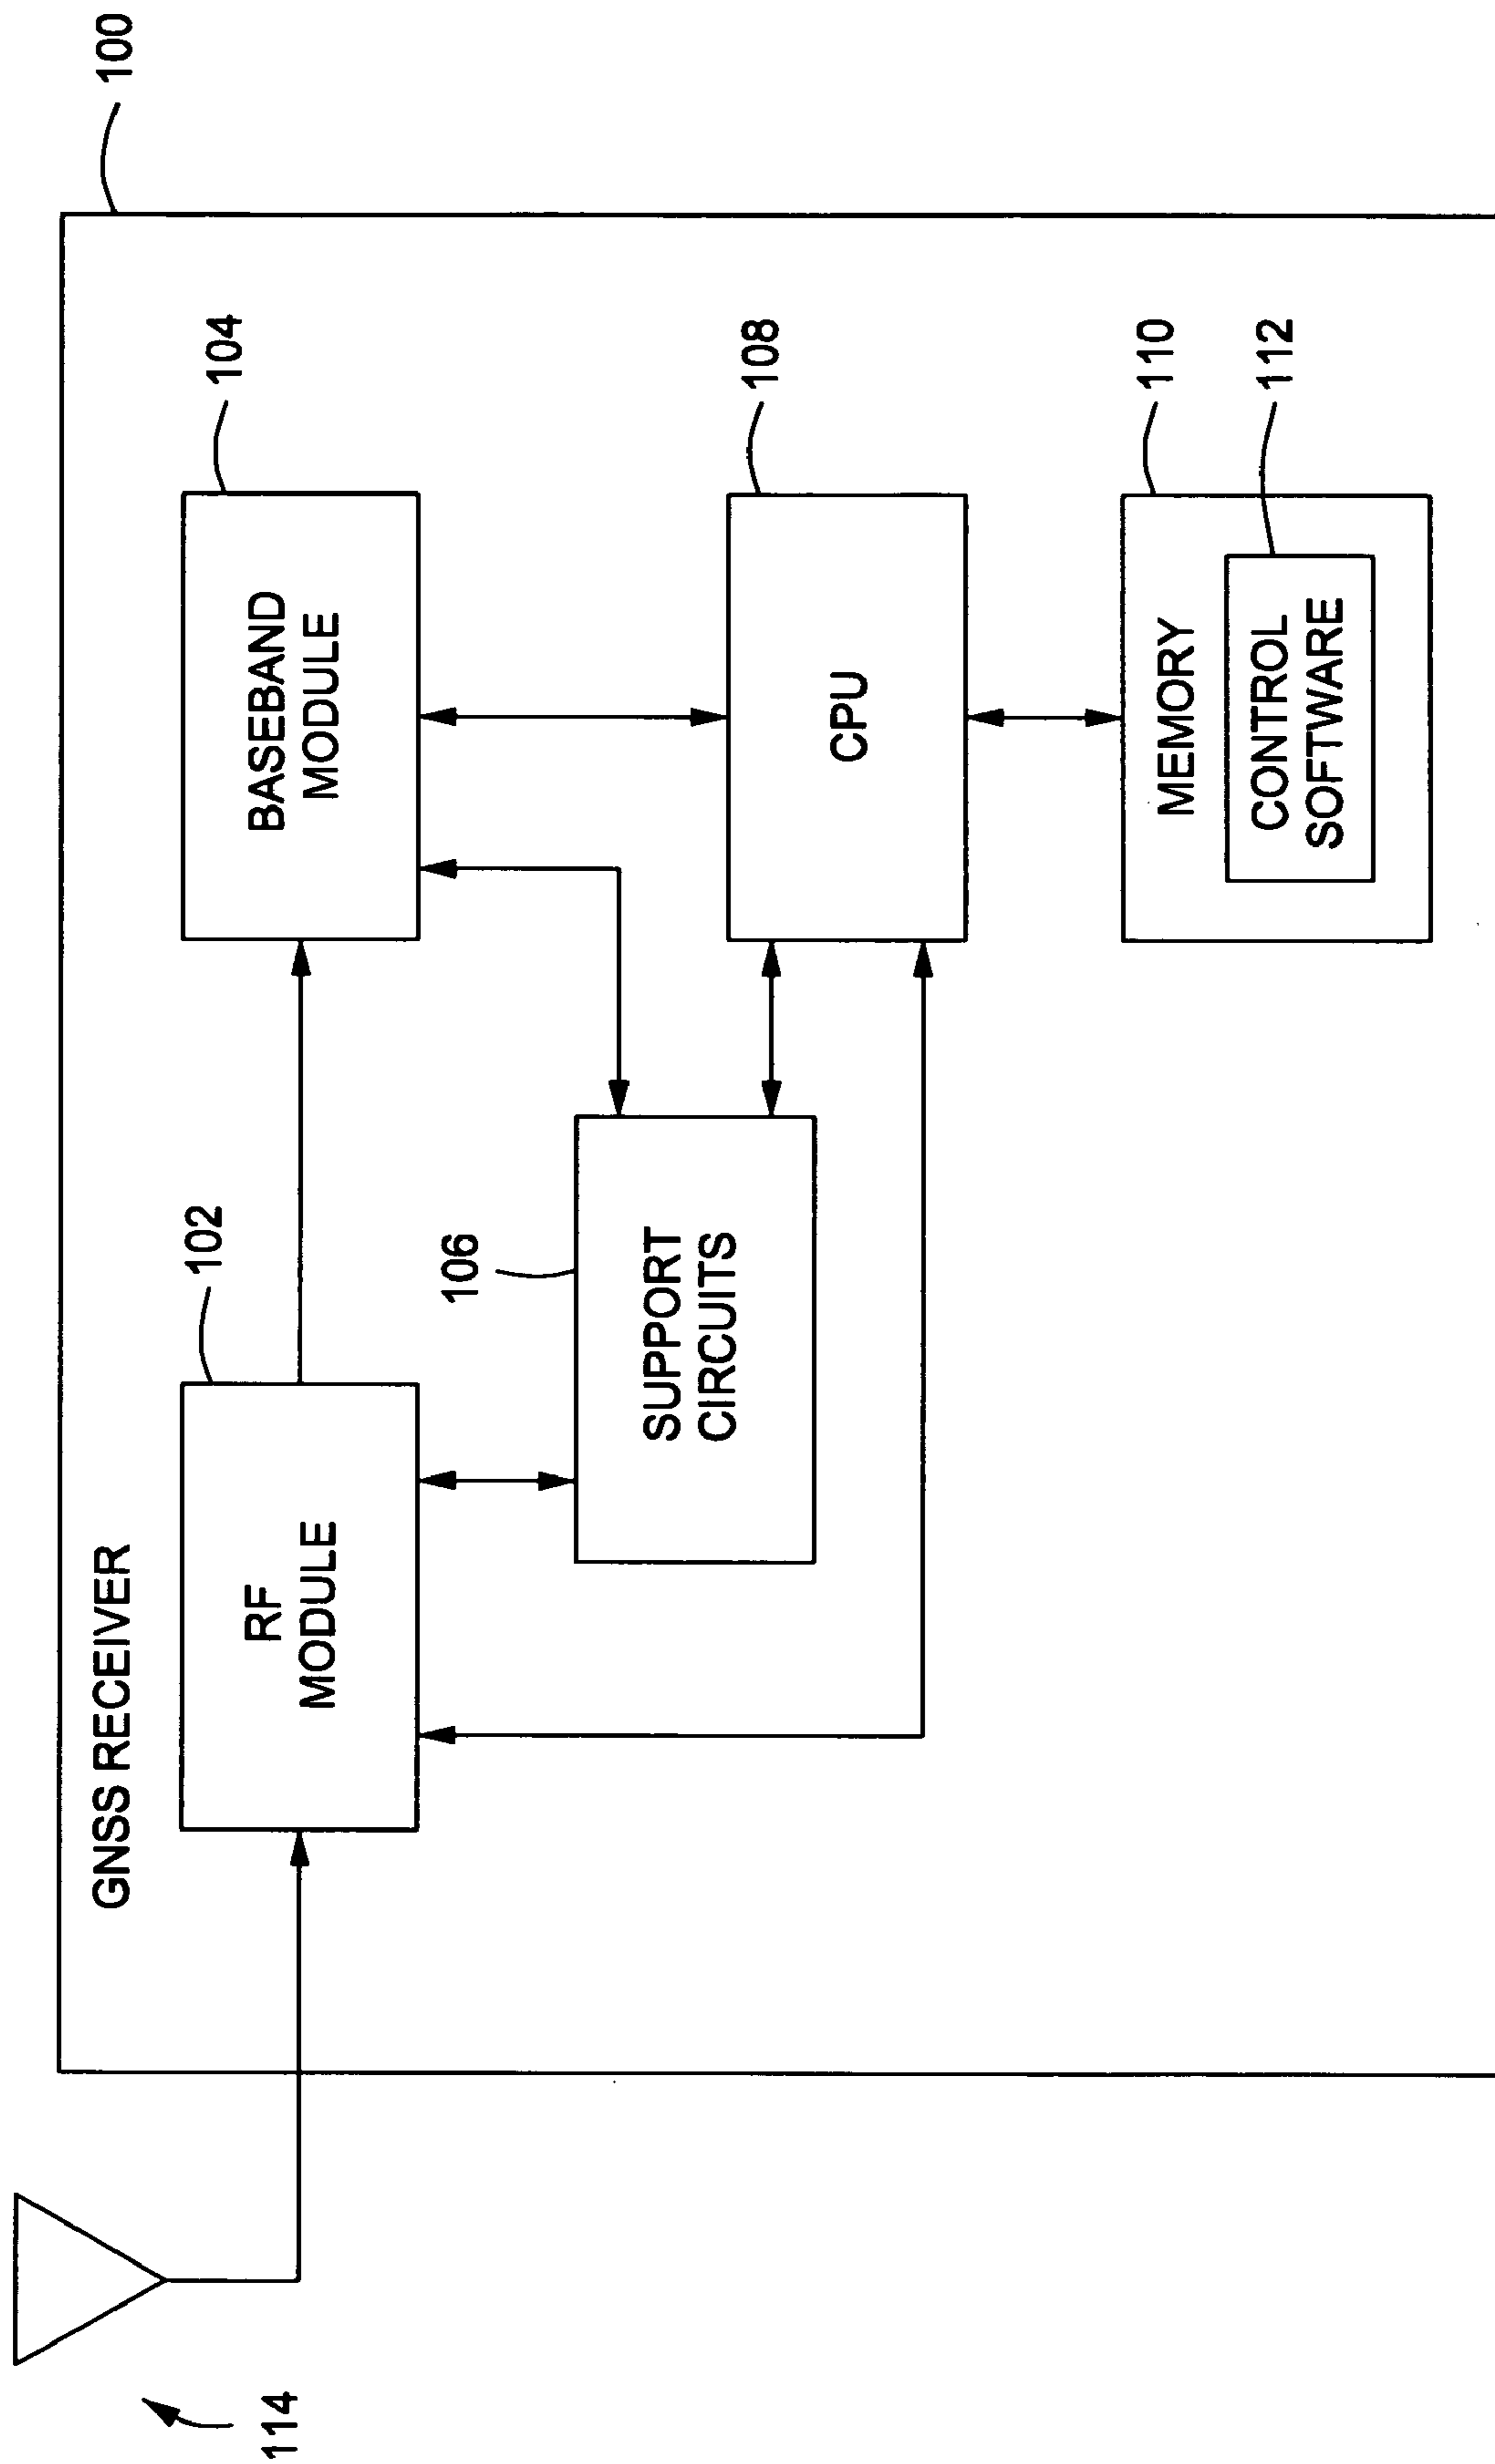 100
GNSS RECEIVER
102
104
RF
MODULE
BASEBAND
MODULE
114
106
SUPPORT
CIRCUITS
108
CPU
110
MEMORY
112
CONTROL
SOFTWARE